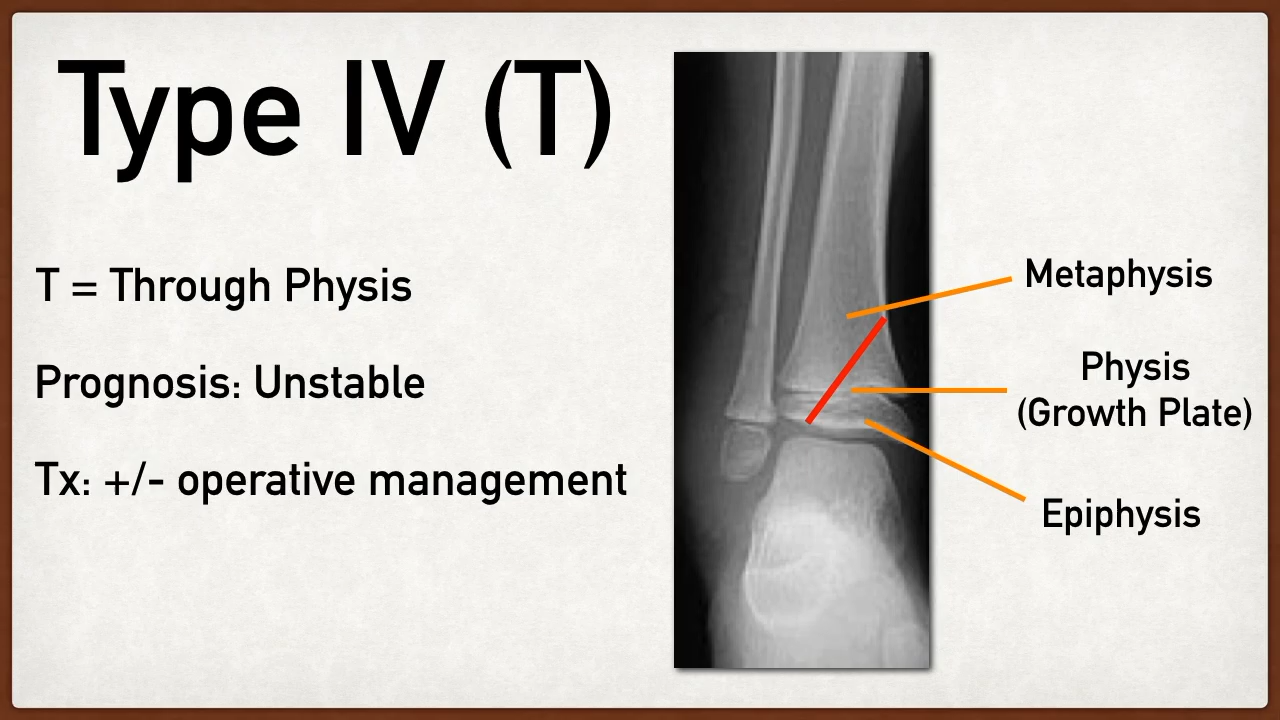 Type IV (T)
T = Through Physis
Prognosis: Unstable
Tx: +/- operative management
Metaphysis
Physis
(Growth Plate)
Epiphysis